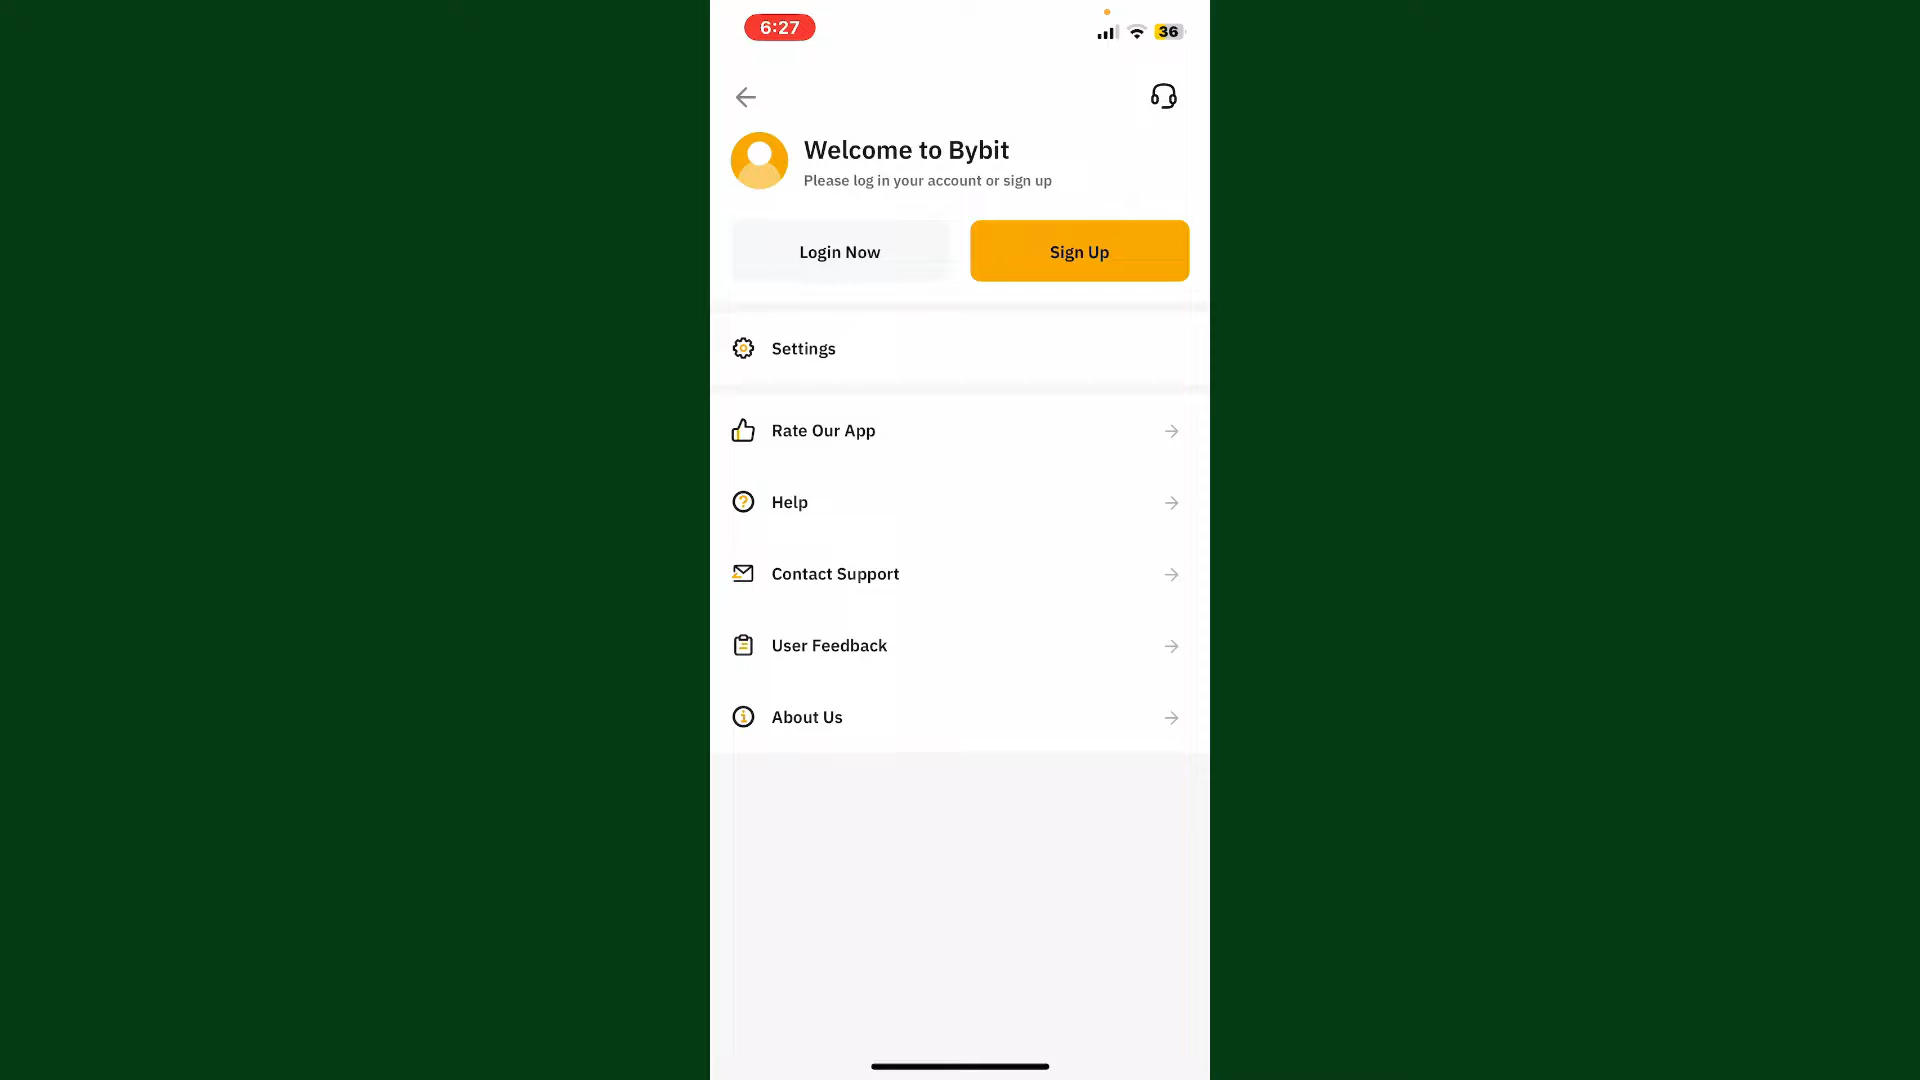 6:27
36
Welcome to Bybit
Please log in your account or sign up
Login Now
Sign Up
Settings
Rate Our App
Help
Contact Support
User Feedback
About Us